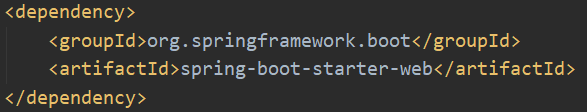 <dependency>
    <groupId>org.springframework.boot</groupId>
    <artifactId>spring-boot-starter-web</artifactId>
</dependency>